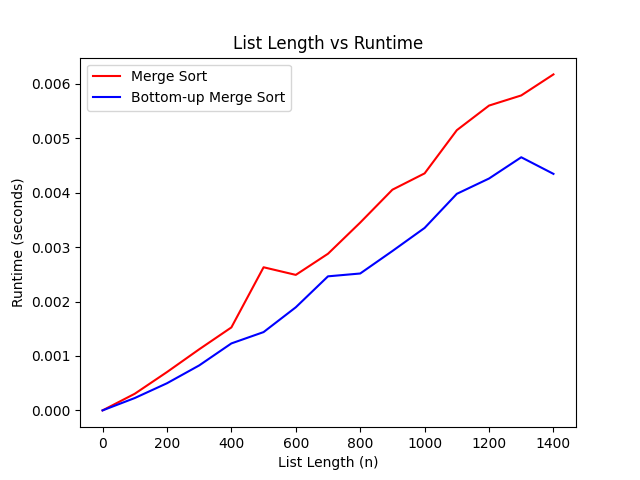 List Length vs Runtime
Merge Sort
Bottom-up Merge Sort
Runtime (seconds)
0.006
0.005
0.004
0.003
0.002
0.001
0.000
0 200 400 600 800 1000 1200 1400
List Length (n)